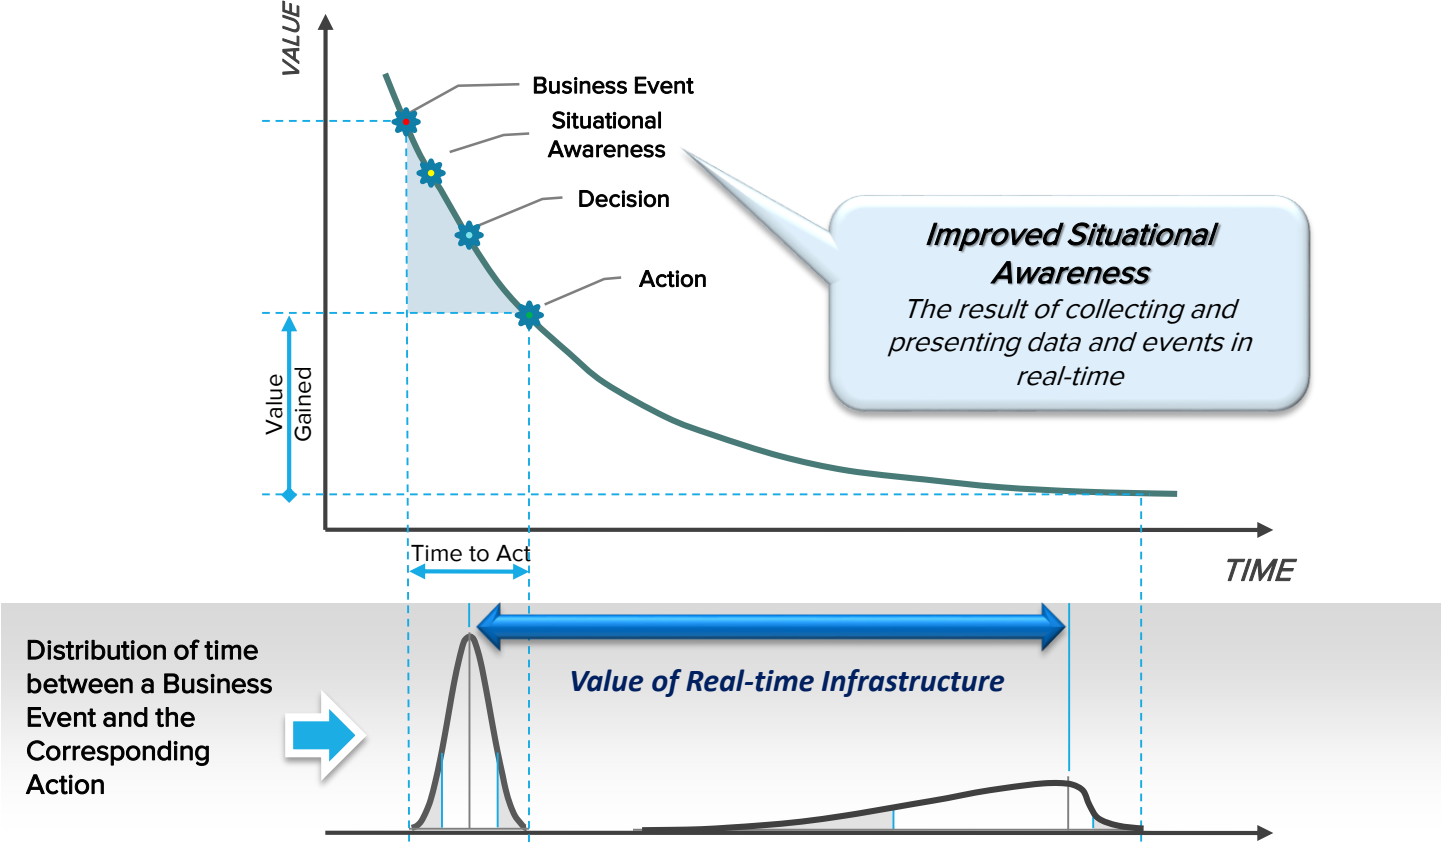 VALUE
Business Event
Situational
Awareness
Decision
Action
Improved Situational
Awareness
The result of collecting and
presenting data and events in
real-time
Value
Gained
Time to Act
TIME
Distribution of time
between a Business
Event and the
Corresponding
Action
Value of Real-time Infrastructure